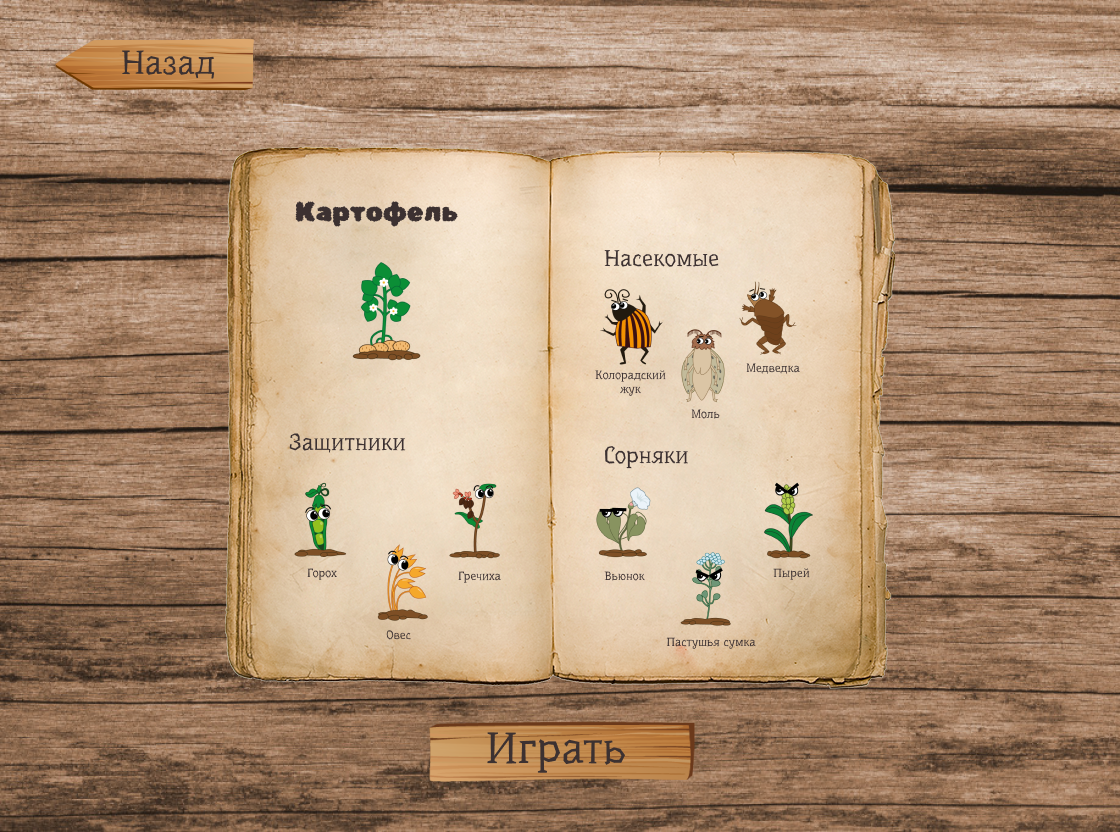 Назад
Картофель
Защитники
Горох
Гречиха
Овес
Насекомые
Колорадский
жук
Медведка
Моль
Сорняки
Вьюнок
Пырей
Пастушья сумка
Играть